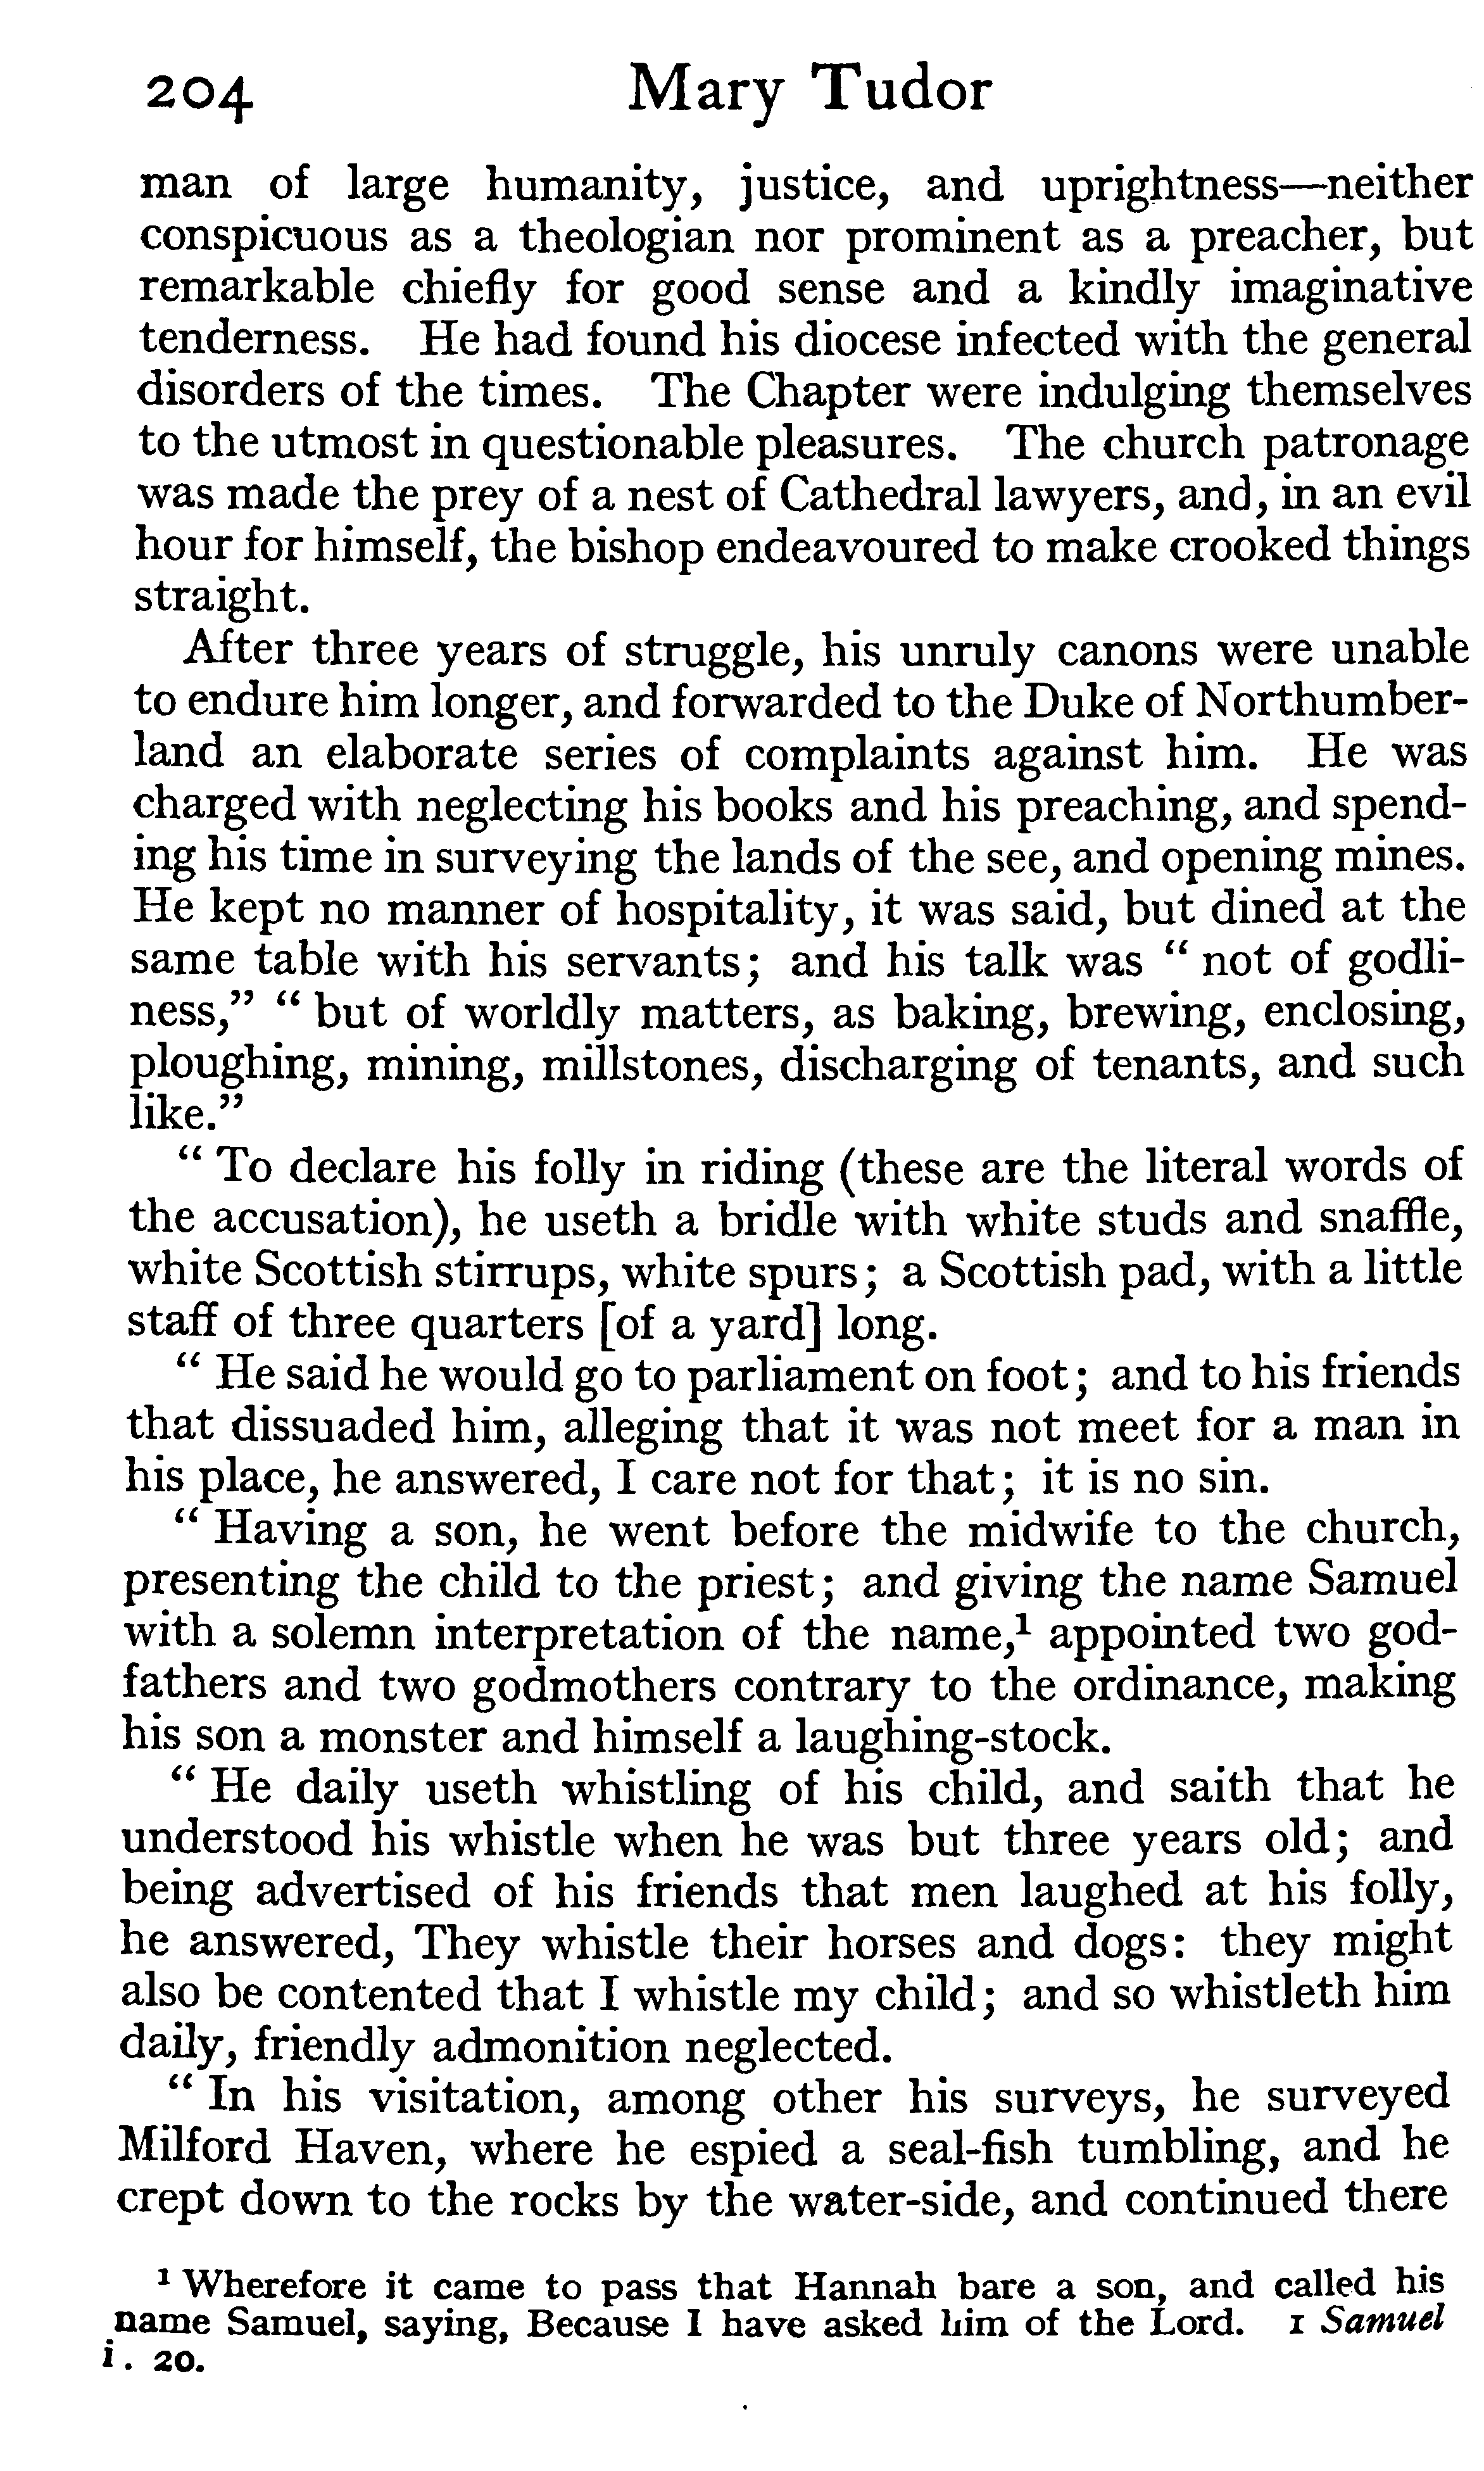 204 Mary Tudor
man of large humanity, justice, and uprightness—neither
conspicuous as a theologian nor prominent as a preacher, but
remarkable chiefly for good sense and a kindly imaginative
tenderness. He had found his diocese infected with the general
disorders of the times. The Chapter were indulging themselves
to the utmost in questionable pleasures. The church patronage
was made the prey of a nest of Cathedral lawyers, and, in an evil
hour for himself, the bishop endeavoured to make crooked things
straight.
After three years of struggle, his unruly canons were unable
to endure him longer, and forwarded to the Duke of Northumber-
land an elaborate series of complaints against him. He was
charged with neglecting his books and his preaching, and spend-
ing his time in surveying the lands of the see, and opening mines.
He kept no manner of hospitality, it was said, but dined at the
same table with his servants; and his talk was “ not of godli-
ness,” “ but of worldly matters, as baking, brewing, enclosing,
ploughing, mining, millstones, discharging of tenants, and such
like.”
“ To declare his folly in riding (these are the literal words of
the accusation), he useth a bridle with white studs and snaffle,
white Scottish stirrups, white spurs; a Scottish pad, with a little
staff of three quarters [of a yard] long.
“ He said he would go to parliament on foot; and to his friends
that dissuaded him, alleging that it was not meet for a man in
his place, he answered, I care not for that; it is no sin.
“ Having a son, he went before the midwife to the church,
presenting the child to the priest; and giving the name Samuel
with a solemn interpretation of the name,¹ appointed two god-
fathers and two godmothers contrary to the ordinance, making
his son a monster and himself a laughing-stock.
“ He daily useth whistling of his child, and saith that he
understood his whistle when he was but three years old; and
being advertised of his friends that men laughed at his folly,
he answered, They whistle their horses and dogs: they might
also be contented that I whistle my child; and so whistleth him
daily, friendly admonition neglected.
“ In his visitation, among other his surveys, he surveyed
Milford Haven, where he espied a seal-fish tumbling, and he
crept down to the rocks by the water-side, and continued there
¹ Wherefore it came to pass that Hannah bare a son, and called his
name Samuel, saying, Because I have asked him of the Lord. 1 Samuel
i. 20.